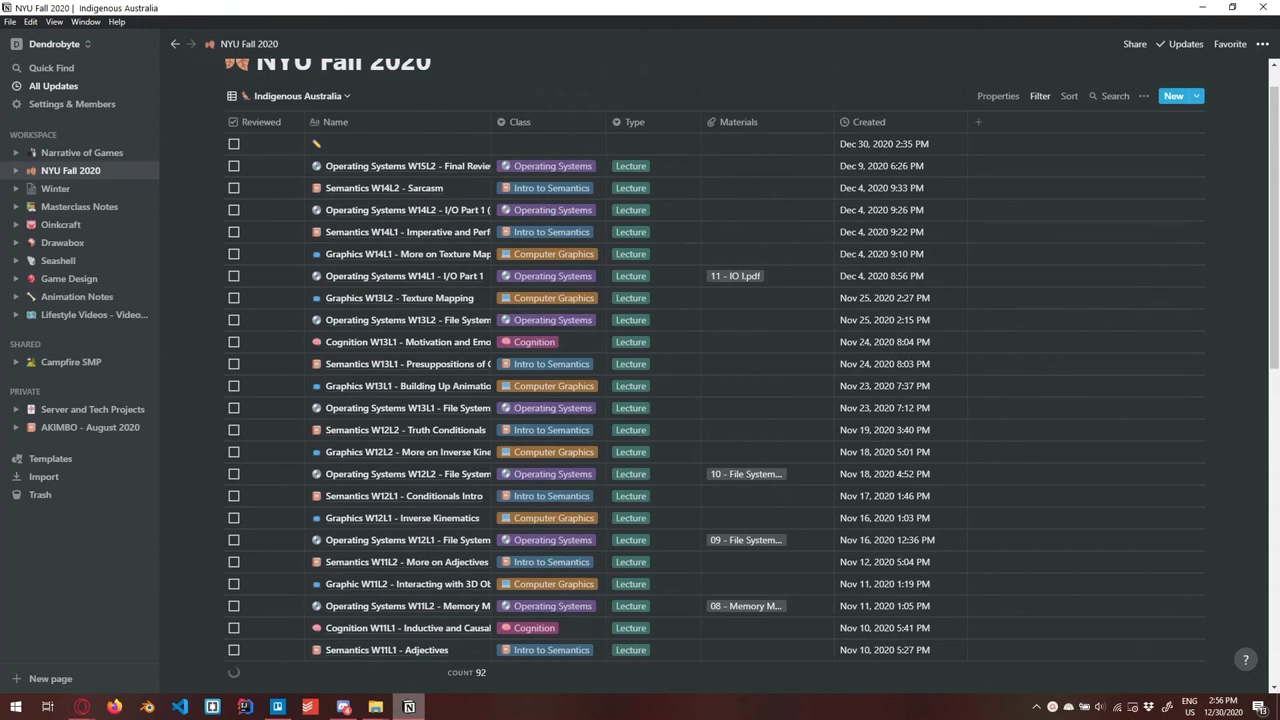 NYU Fall 2020 | Indigenous Australia
File Edit View Window Help
D Dendrobyte
NYU Fall 2020
Share Updates Favorite
Quick Find
All Updates
Settings & Members
WORKSPACE
Narrative of Games
NYU Fall 2020
Winter
Masterclass Notes
Oinkcraft
Drawabox
Seashell
Game Design
Animation Notes
Lifestyle Videos - Video...
SHARED
Campfire SMP
PRIVATE
Server and Tech Projects
AKIMBO - August 2020
Templates
Import
Trash
New page
NYU Fall 2020
Indigenous Australia
Properties Filter Sort Search New
Reviewed Aa Name Class Type Materials Created
Dec 30, 2020 2:35 PM
Operating Systems W15L2 - Final Revie Operating Systems Lecture Dec 9, 2020 6:26 PM
Semantics W14L2 - Sarcasm Intro to Semantics Lecture Dec 4, 2020 9:33 PM
Operating Systems W14L2 - I/O Part 1 ( Operating Systems Lecture Dec 4, 2020 9:26 PM
Semantics W14L1 - Imperative and Perf Intro to Semantics Lecture Dec 4, 2020 9:22 PM
Graphics W14L1 - More on Texture Map Computer Graphics Lecture Dec 4, 2020 9:10 PM
Operating Systems W14L1 - I/O Part 1 Operating Systems Lecture 11 - IO I.pdf Dec 4, 2020 8:56 PM
Graphics W13L2 - Texture Mapping Computer Graphics Lecture Nov 25, 2020 2:27 PM
Operating Systems W13L2 - File System Operating Systems Lecture Nov 25, 2020 2:15 PM
Cognition W13L1 - Motivation and Emo Cognition Lecture Nov 24, 2020 8:04 PM
Semantics W13L1 - Presuppositions of C Intro to Semantics Lecture Nov 24, 2020 8:03 PM
Graphics W13L1 - Building Up Animatio Computer Graphics Lecture Nov 23, 2020 7:37 PM
Operating Systems W13L1 - File System Operating Systems Lecture Nov 23, 2020 7:12 PM
Semantics W12L2 - Truth Conditionals Intro to Semantics Lecture Nov 19, 2020 3:40 PM
Graphics W12L2 - More on Inverse Kine Computer Graphics Lecture Nov 18, 2020 5:01 PM
Operating Systems W12L2 - File System Operating Systems Lecture 10 - File System... Nov 18, 2020 4:52 PM
Semantics W12L1 - Conditionals Intro Intro to Semantics Lecture Nov 17, 2020 1:46 PM
Graphics W12L1 - Inverse Kinematics Computer Graphics Lecture Nov 16, 2020 1:03 PM
Operating Systems W12L1 - File System Operating Systems Lecture 09 - File System... Nov 16, 2020 12:36 PM
Semantics W11L2 - More on Adjectives Intro to Semantics Lecture Nov 12, 2020 5:04 PM
Graphic W11L2 - Interacting with 3D Ob Computer Graphics Lecture Nov 11, 2020 1:19 PM
Operating Systems W11L2 - Memory M Operating Systems Lecture 08 - Memory M... Nov 11, 2020 1:05 PM
Cognition W11L1 - Inductive and Causal Cognition Lecture Nov 10, 2020 5:41 PM
Semantics W11L1 - Adjectives Intro to Semantics Lecture Nov 10, 2020 5:27 PM
COUNT 92
?
ENG 2:56 PM
US 12/30/2020 13